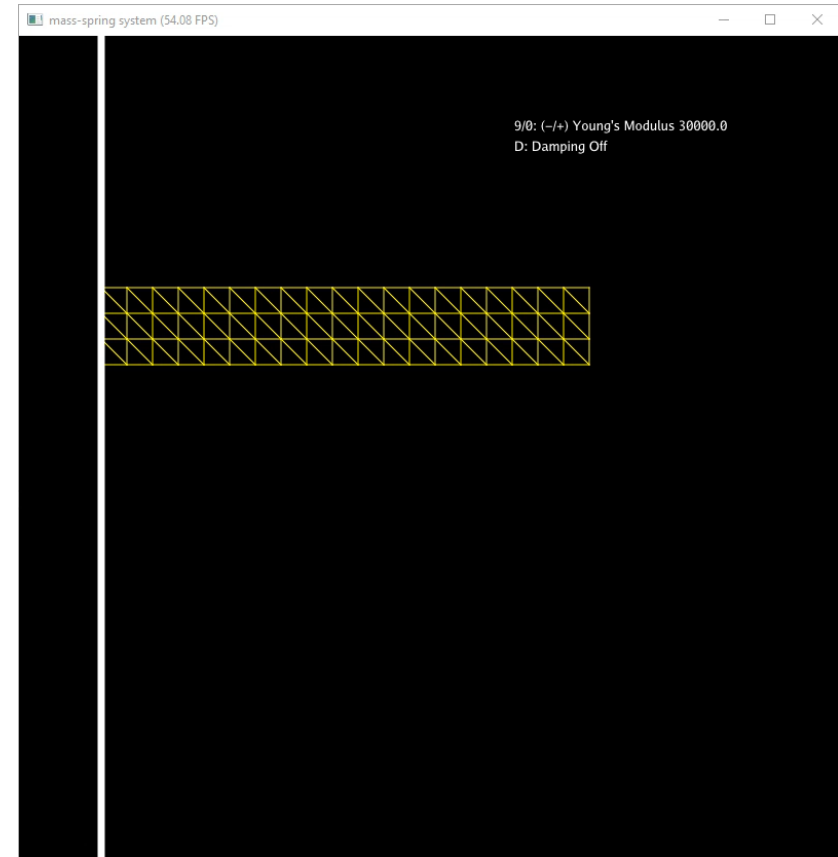 mass-spring system (54.08 FPS)
9/0: (-/+) Young's Modulus 30000.0
D: Damping Off